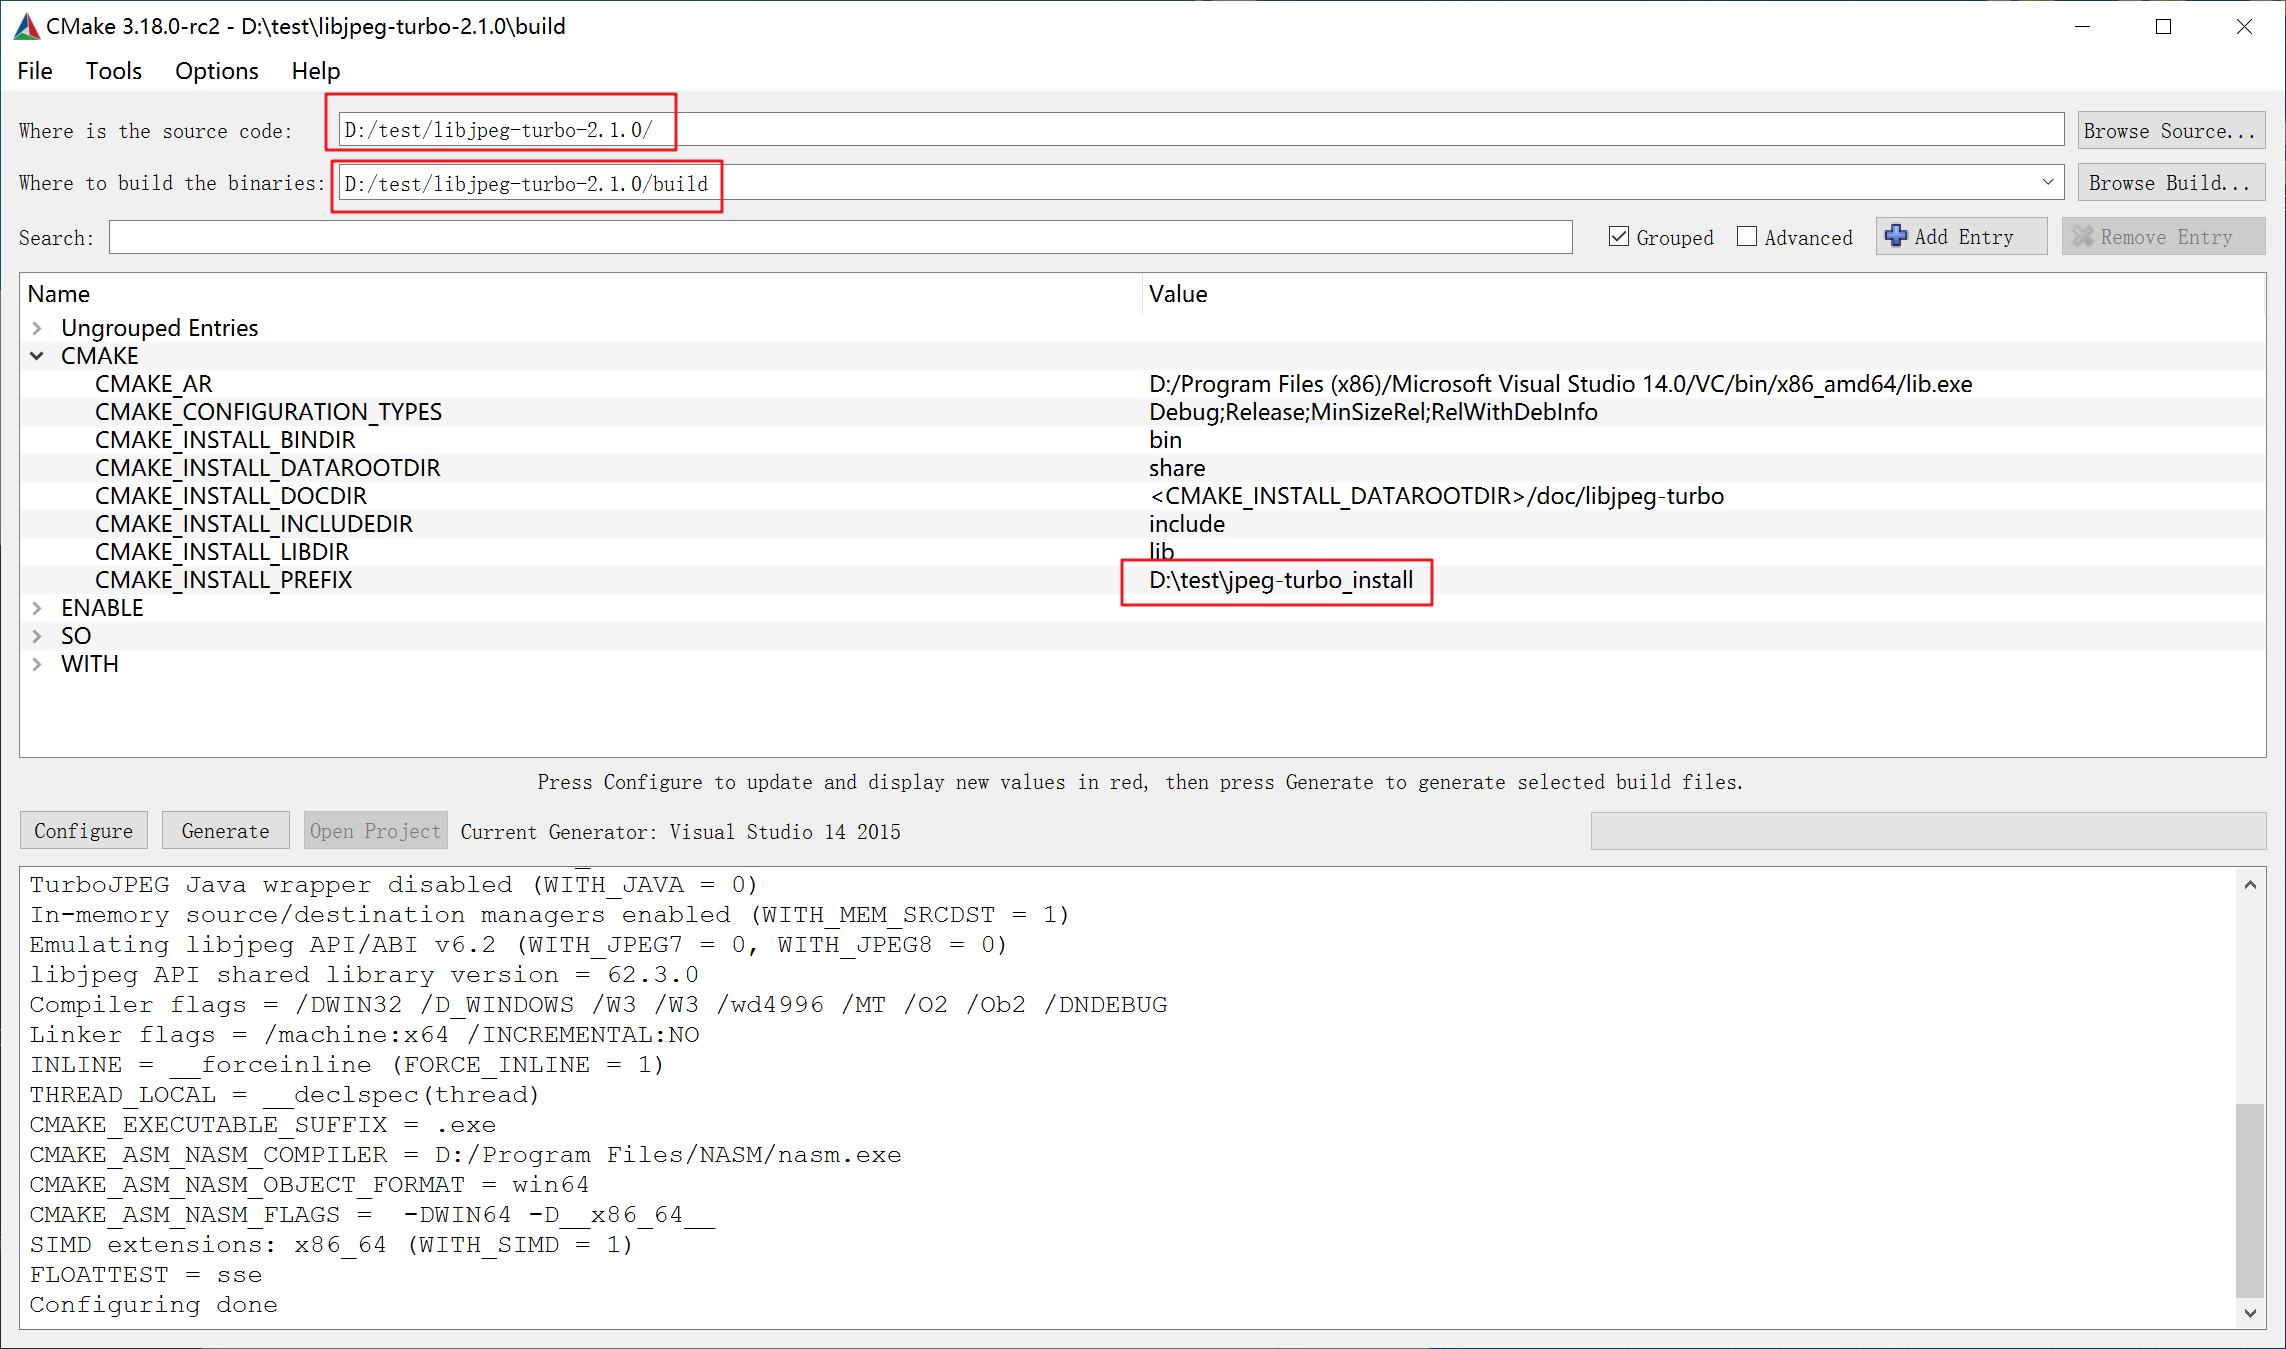 CMake 3.18.0-rc2 - D:\test\libjpeg-turbo-2.1.0\build
File Tools Options Help
Where is the source code: D:/test/libjpeg-turbo-2.1.0/ Browse Source...
Where to build the binaries: D:/test/libjpeg-turbo-2.1.0/build Browse Build...
Search: Grouped Advanced Add Entry Remove Entry
Name Value
Ungrouped Entries
CMAKE
CMAKE_AR D:/Program Files (x86)/Microsoft Visual Studio 14.0/VC/bin/x86_amd64/lib.exe
CMAKE_CONFIGURATION_TYPES Debug;Release;MinSizeRel;RelWithDebInfo
CMAKE_INSTALL_BINDIR bin
CMAKE_INSTALL_DATAROOTDIR share
CMAKE_INSTALL_DOCDIR <CMAKE_INSTALL_DATAROOTDIR>/doc/libjpeg-turbo
CMAKE_INSTALL_INCLUDEDIR include
CMAKE_INSTALL_LIBDIR lib
CMAKE_INSTALL_PREFIX D:\test\jpeg-turbo_install
ENABLE
SO
WITH
Press Configure to update and display new values in red, then press Generate to generate selected build files.
Configure Generate Open Project Current Generator: Visual Studio 14 2015
TurboJPEG Java wrapper disabled (WITH_JAVA = 0)
In-memory source/destination managers enabled (WITH_MEM_SRCDST = 1)
Emulating libjpeg API/ABI v6.2 (WITH_JPEG7 = 0, WITH_JPEG8 = 0)
libjpeg API shared library version = 62.3.0
Compiler flags = /DWIN32 /D_WINDOWS /W3 /W3 /wd4996 /MT /O2 /Ob2 /DNDEBUG
Linker flags = /machine:x64 /INCREMENTAL:NO
INLINE = __forceinline (FORCE_INLINE = 1)
THREAD_LOCAL = __declspec(thread)
CMAKE_EXECUTABLE_SUFFIX = .exe
CMAKE_ASM_NASM_COMPILER = D:/Program Files/NASM/nasm.exe
CMAKE_ASM_NASM_OBJECT_FORMAT = win64
CMAKE_ASM_NASM_FLAGS =  -DWIN64 -D__x86_64__
SIMD extensions: x86_64 (WITH_SIMD = 1)
FLOATTEST = sse
Configuring done